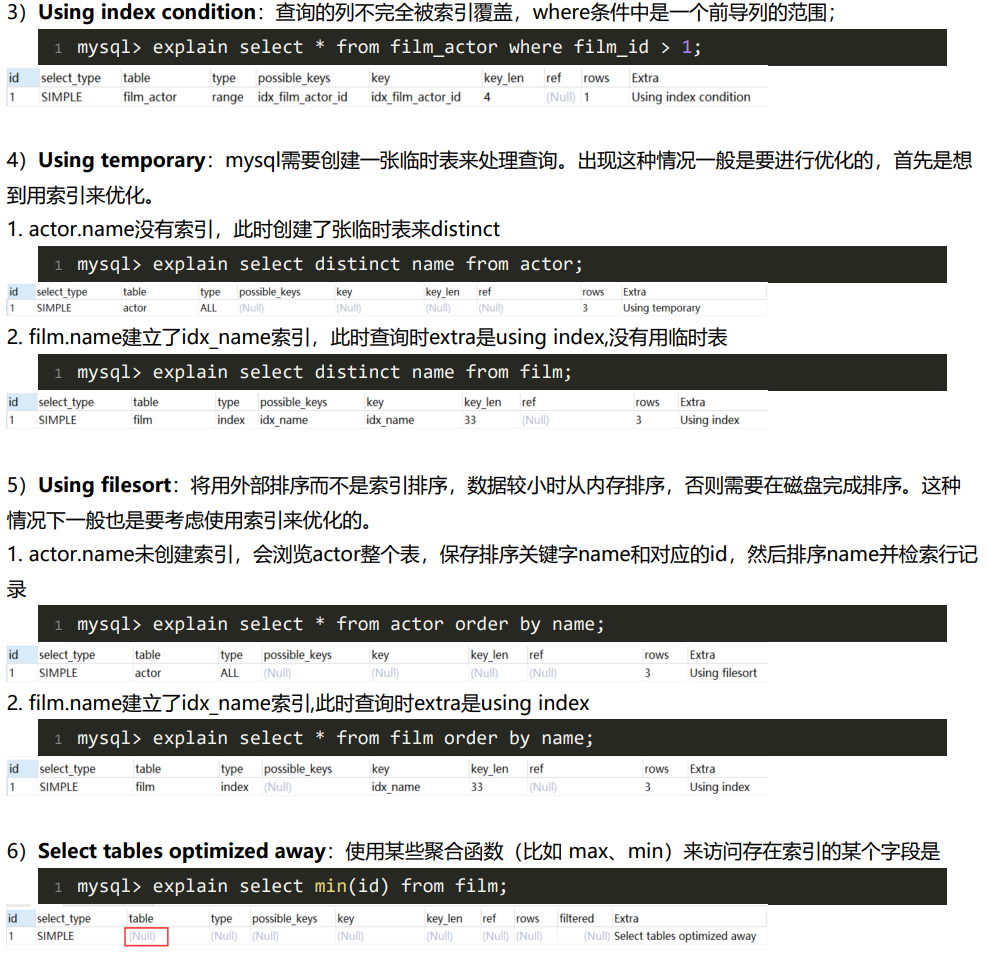 3）Using index condition：查询的列不完全被索引覆盖，where条件中是一个前导列的范围；
1 mysql> explain select * from film_actor where film_id > 1;
id select_type table type possible_keys key key_len ref rows Extra
1 SIMPLE film_actor range idx_film_actor_id idx_film_actor_id 4 (Null) 1 Using index condition
4）Using temporary：mysql需要创建一张临时表来处理查询。出现这种情况一般是要进行优化的，首先是想
到用索引来优化。
1. actor.name没有索引，此时创建了张临时表来distinct
1 mysql> explain select distinct name from actor;
id select_type table type possible_keys key key_len ref rows Extra
1 SIMPLE actor ALL (Null) (Null) (Null) (Null) 3 Using temporary
2. film.name建立了idx_name索引，此时查询时extra是using index,没有用临时表
1 mysql> explain select distinct name from film;
id select_type table type possible_keys key key_len ref rows Extra
1 SIMPLE film index idx_name idx_name 33 (Null) 3 Using index
5）Using filesort：将用外部排序而不是索引排序，数据较小时从内存排序，否则需要在磁盘完成排序。这种
情况下一般也是要考虑使用索引来优化的。
1. actor.name未创建索引，会浏览actor整个表，保存排序关键字name和对应的id，然后排序name并检索行记
录
1 mysql> explain select * from actor order by name;
id select_type table type possible_keys key key_len ref rows Extra
1 SIMPLE actor ALL (Null) (Null) (Null) (Null) 3 Using filesort
2. film.name建立了idx_name索引,此时查询时extra是using index
1 mysql> explain select * from film order by name;
id select_type table type possible_keys key key_len ref rows Extra
1 SIMPLE film index (Null) idx_name 33 (Null) 3 Using index
6）Select tables optimized away：使用某些聚合函数（比如 max、min）来访问存在索引的某个字段是
1 mysql> explain select min(id) from film;
id select_type table type possible_keys key key_len ref rows filtered Extra
1 SIMPLE (Null) (Null) (Null) (Null) (Null) (Null) (Null) (Null) Select tables optimized away